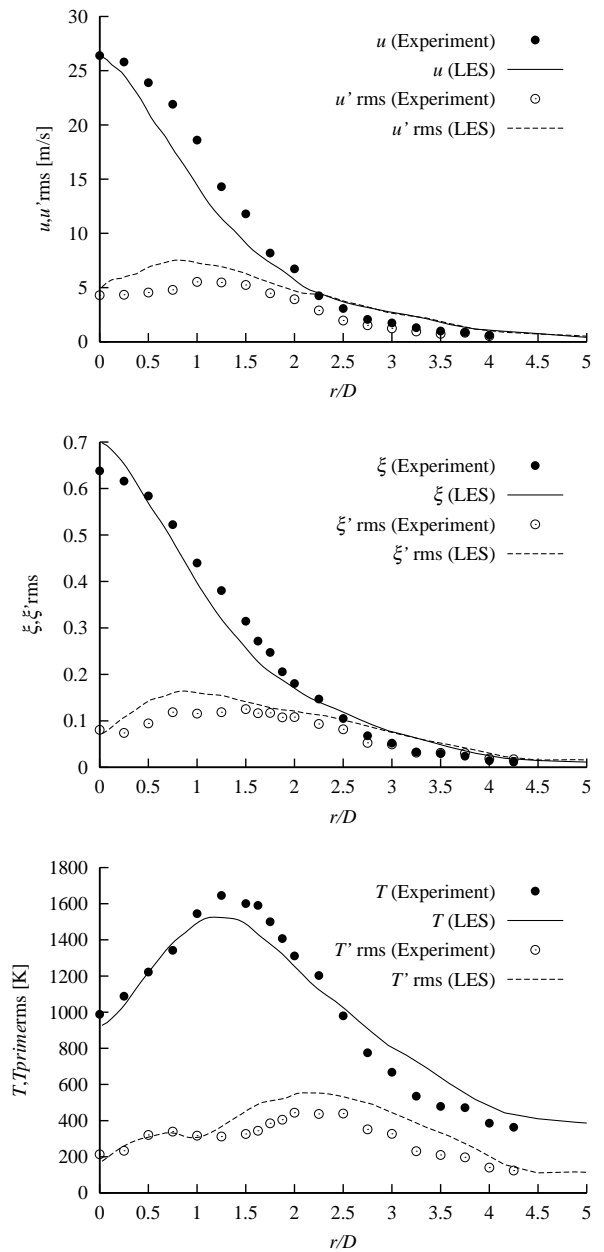 30
25
20
15
10
5
0
u,u'rms [m/s]
u (Experiment)
u (LES)
u' rms (Experiment)
u' rms (LES)
0 0.5 1 1.5 2 2.5 3 3.5 4 4.5 5
r/D
0.7
0.6
0.5
0.4
0.3
0.2
0.1
0
ξ,ξ'rms
ξ (Experiment)
ξ (LES)
ξ' rms (Experiment)
ξ' rms (LES)
0 0.5 1 1.5 2 2.5 3 3.5 4 4.5 5
r/D
1800
1600
1400
1200
1000
800
600
400
200
0
T,Tprimerms [K]
T (Experiment)
T (LES)
T' rms (Experiment)
T' rms (LES)
0 0.5 1 1.5 2 2.5 3 3.5 4 4.5 5
r/D